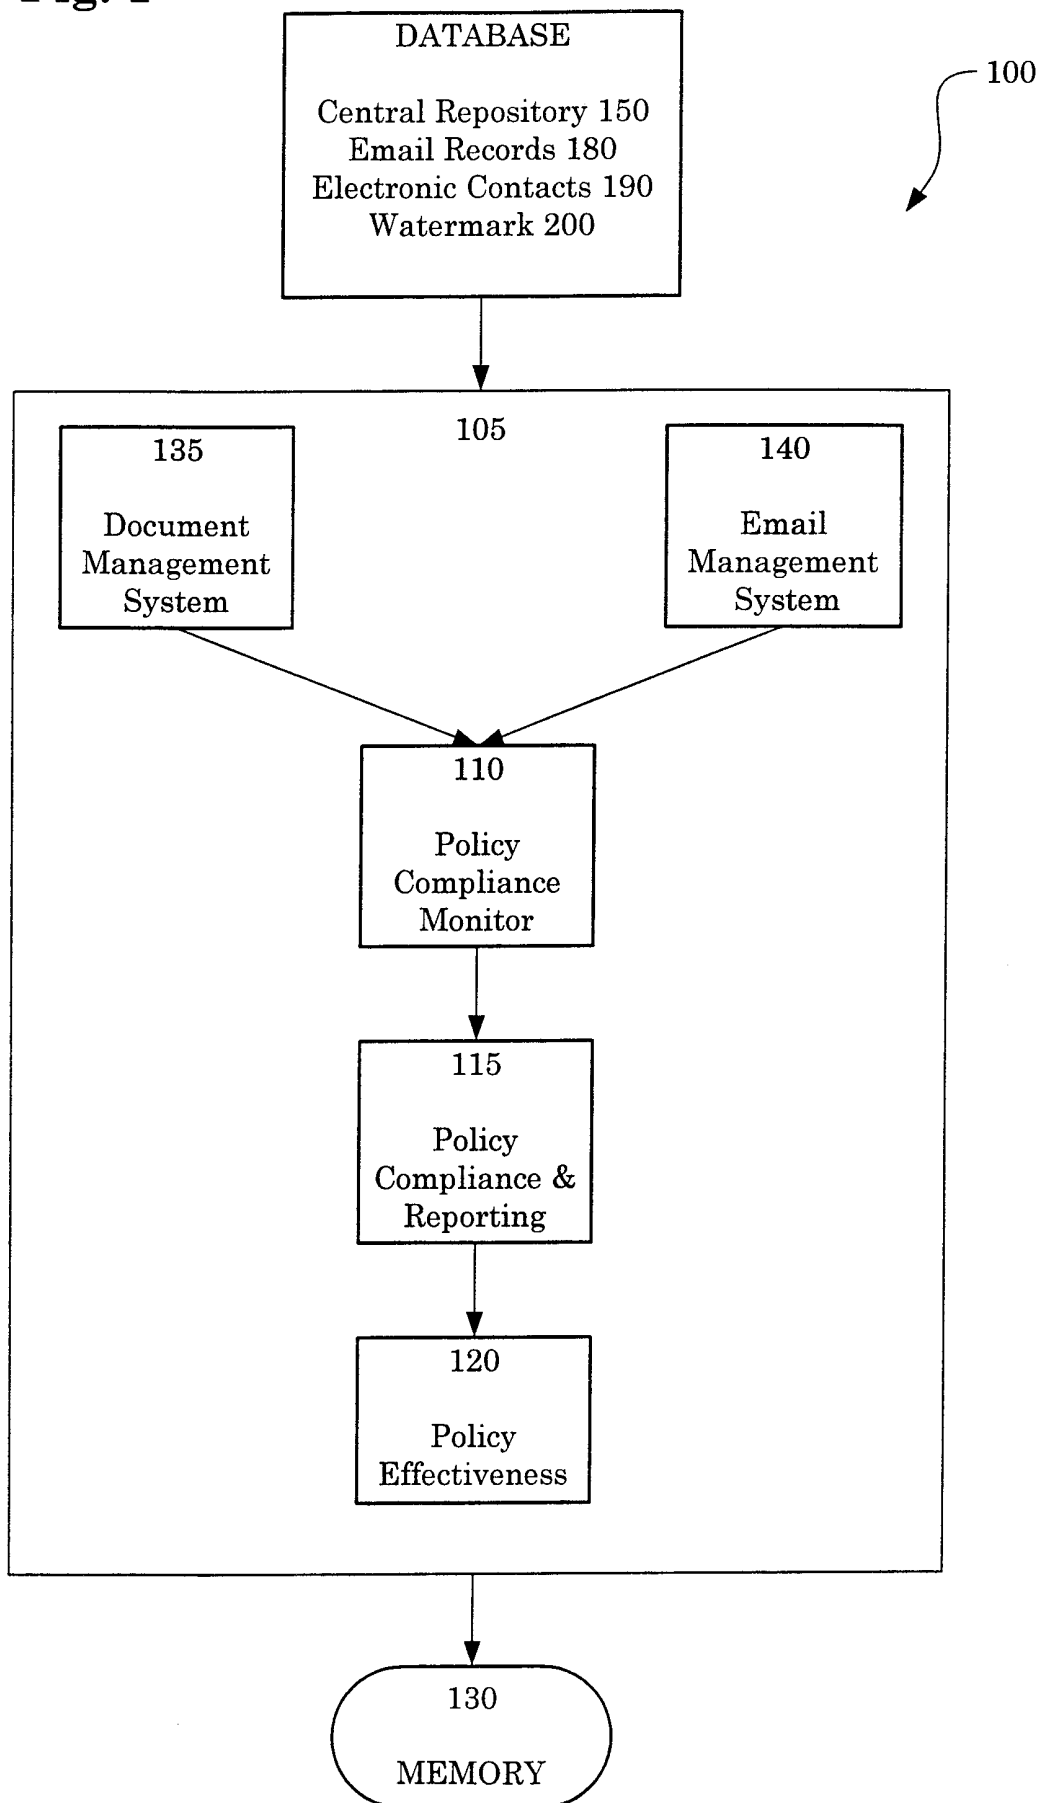 DATABASE
100
Central Repository 150
Email Records 180
Electronic Contacts 190
Watermark 200
105
135
Document
Management
System
140
Email
Management
System
110
Policy
Compliance
Monitor
115
Policy
Compliance &
Reporting
120
Policy
Effectiveness
130
MEMORY